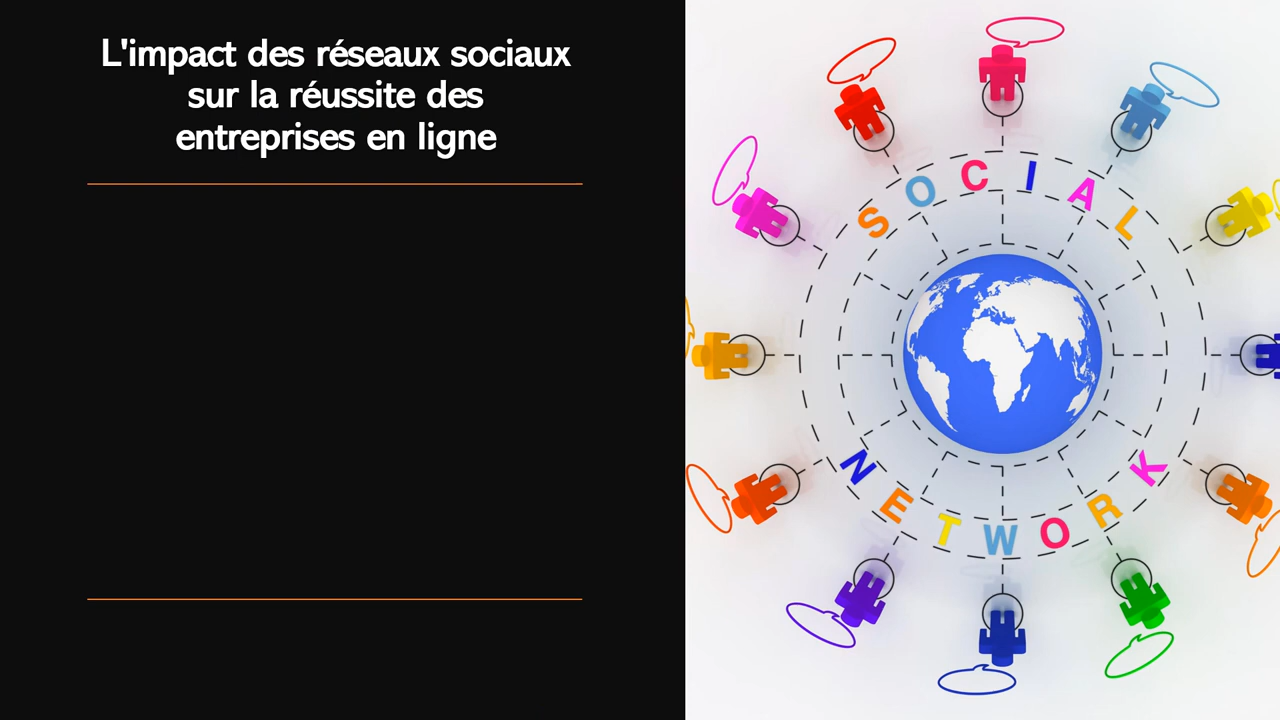 L'impact des réseaux sociaux
sur la réussite des
entreprises en ligne
SOCIAL
NETWORK